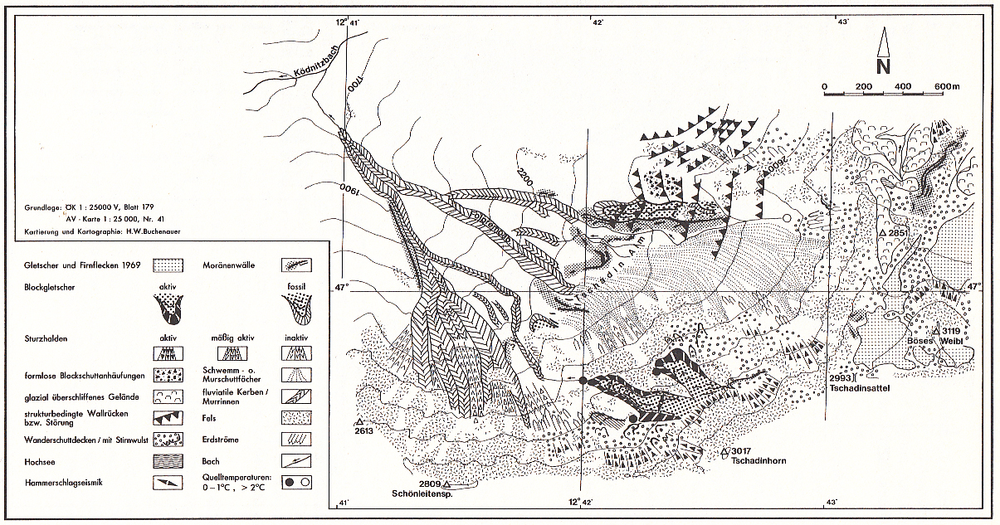 12° 41'
42'
43'
Ködnitzbach
1700
N
0 200 400 600m
2200
2600
1900
Grundlage: ÖK 1 : 25000 V, Blatt 179
AV - Karte 1 : 25 000, Nr. 41
Kartierung und Kartographie: H.W.Buchenauer
2851
Tschadin Alm
Gletscher und Firnflecken 1969
Moränenwälle
47°
47°
Blockgletscher
aktiv
fossil
3119
Böses Weibl
Sturzhalden
aktiv
mäßig aktiv
inaktiv
formlose Blockschuttanhäufungen
Schwemm - o.
Murschuttfächer
2993
Tschadinsattel
glazial überschliffenes Gelände
fluviatile Kerben /
Murrinnen
strukturbedingte Wallrücken
bzw. Störung
Fels
2613
Wanderschuttdecken / mit Stirnwulst
Erdströme
3017
Tschadinhorn
Hochsee
Bach
Hammerschlagseismik
Quelltemperaturen:
0 – 1°C , > 2°C
2809
Schönleitensp.
41'
12° 42'
43'